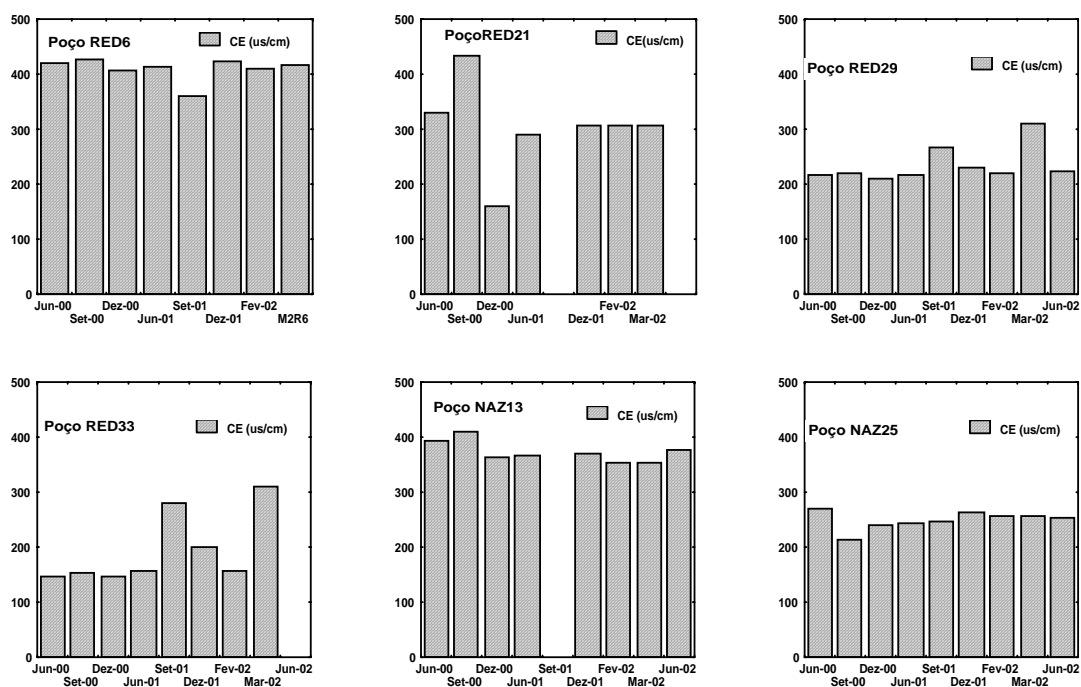 500
400
300
200
100
0
Poço RED6
CE (us/cm)
Jun-00 Dez-00 Set-01 Fev-02
Set-00 Jun-01 Dez-01 M2R6
500
400
300
200
100
0
PoçoRED21
CE(us/cm)
Jun-00 Dez-00 Fev-02
Set-00 Jun-01 Dez-01 Mar-02
500
400
300
200
100
0
Poço RED29
CE (us/cm)
Jun-00 Dez-00 Set-01 Fev-02 Jun-02
Set-00 Jun-01 Dez-01 Mar-02
500
400
300
200
100
0
Poço RED33
CE (us/cm)
Jun-00 Dez-00 Set-01 Fev-02 Jun-02
Set-00 Jun-01 Dez-01 Mar-02
500
400
300
200
100
0
Poço NAZ13
CE (us/cm)
Jun-00 Dez-00 Set-01 Fev-02 Jun-02
Set-00 Jun-01 Dez-01 Mar-02
500
400
300
200
100
0
Poço NAZ25
CE (us/cm)
Jun-00 Dez-00 Set-01 Fev-02 Jun-02
Set-00 Jun-01 Dez-01 Mar-02